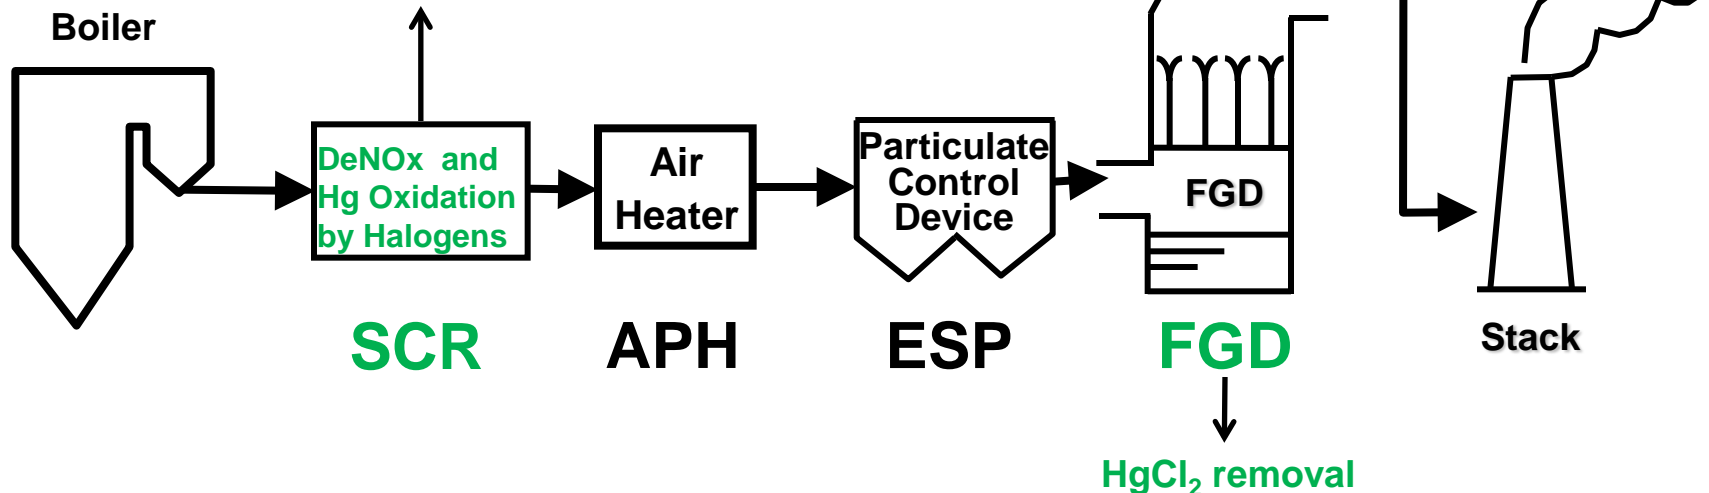 Boiler
DeNOx and
Hg Oxidation
by Halogens
Air
Heater
Particulate
Control
Device
FGD
SCR
APH
ESP
FGD
Stack
HgCl₂ removal